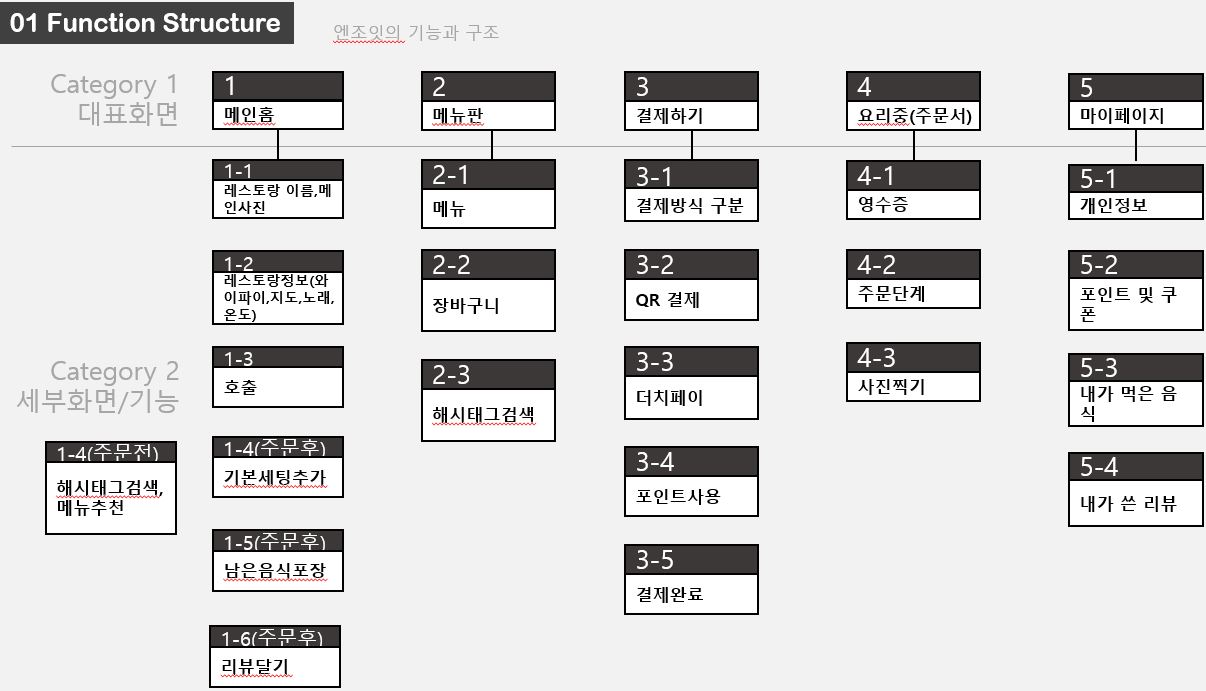 01 Function Structure
엔조잇의 기능과 구조
Category 1
대표화면
1
메인홈
2
메뉴판
3
결제하기
4
요리중(주문서)
5
마이페이지
1-1
레스토랑 이름,메
인사진
2-1
메뉴
3-1
결제방식 구분
4-1
영수증
5-1
개인정보
1-2
레스토랑정보(와
이파이,지도,노래,
온도)
2-2
장바구니
3-2
QR 결제
4-2
주문단계
5-2
포인트 및 쿠
폰
Category 2
세부화면/기능
1-3
호출
2-3
해시태그검색
3-3
더치페이
4-3
사진찍기
5-3
내가 먹은 음
식
1-4(주문전)
해시태그검색,
메뉴추천
1-4(주문후)
기본세팅추가
3-4
포인트사용
5-4
내가 쓴 리뷰
1-5(주문후)
남은음식포장
3-5
결제완료
1-6(주문후)
리뷰달기